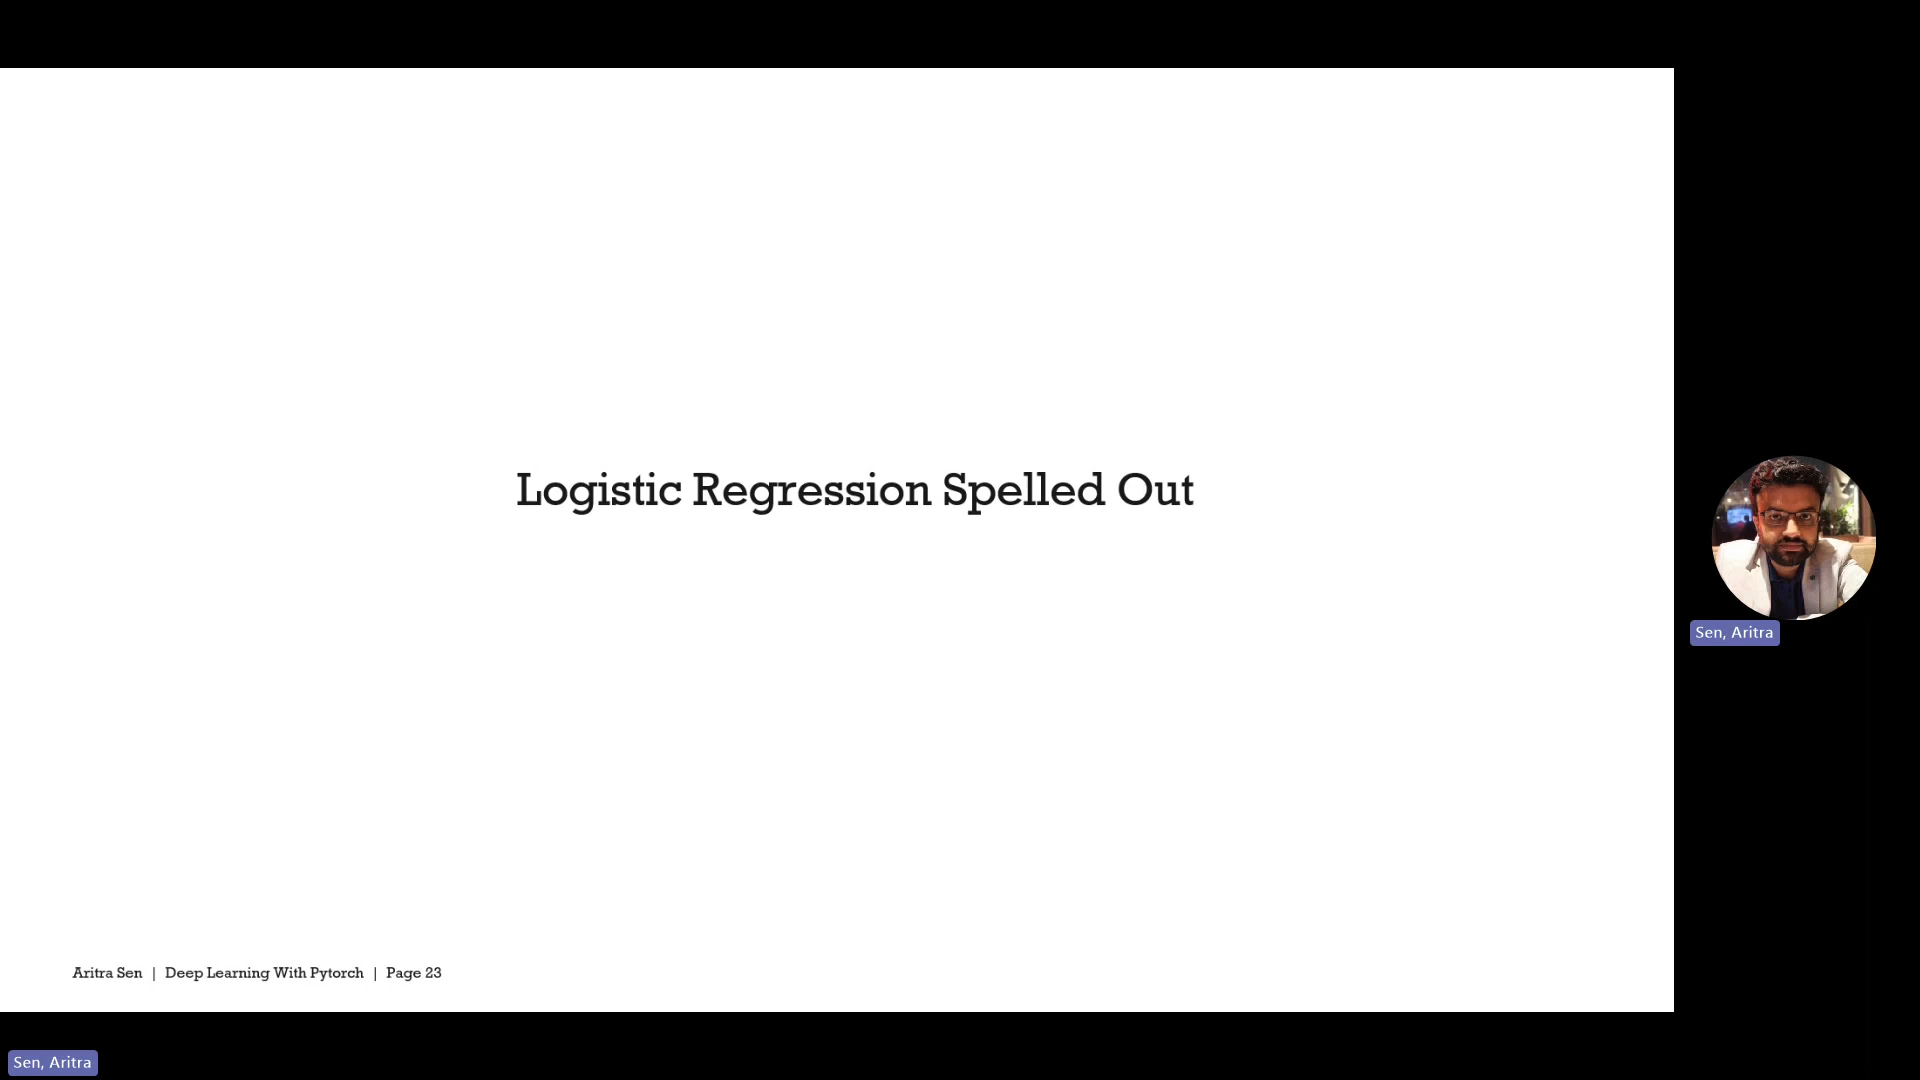 Logistic Regression Spelled Out
Sen, Aritra
Aritra Sen | Deep Learning With Pytorch | Page 23
Sen, Aritra